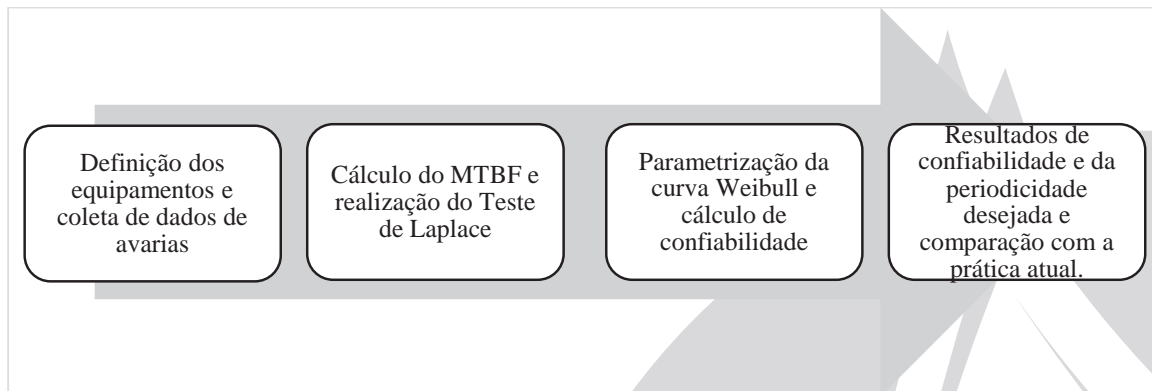 Definição dos
equipamentos e
coleta de dados de
avarias
Cálculo do MTBF e
realização do Teste
de Laplace
Parametrização da
curva Weibull e
cálculo de
confiabilidade
Resultados de
confiabilidade e da
periodicidade
desejada e
comparação com a
prática atual.